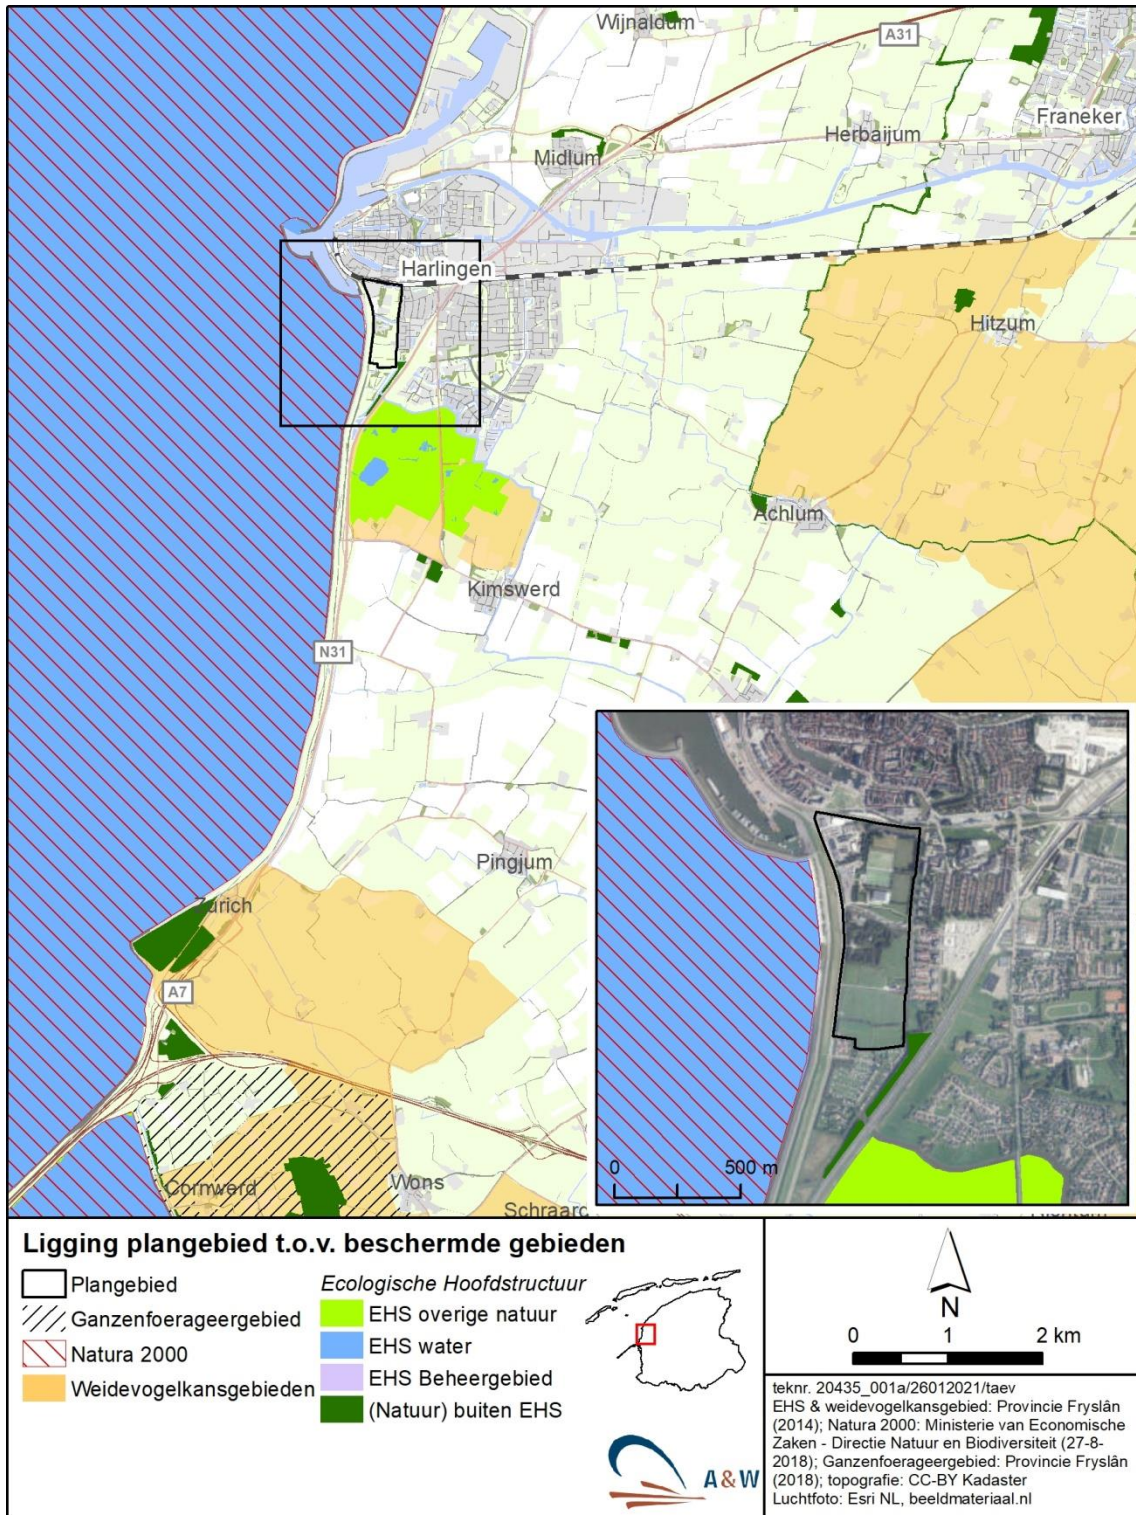 Wijnaldum
A31
Franeker
Herbaijum
Midlum
Harlingen
Hitzum
Achlum
Kimswerd
N31
Pingjum
Zurich
A7
Cornwerd
Wons
Schraard
0 500 m
Ligging plangebied t.o.v. beschermde gebieden
Plangebied
Ganzenfoerageergebied
Natura 2000
Weidevogelkansgebieden
Ecologische Hoofdstructuur
EHS overige natuur
EHS water
EHS Beheergebied
(Natuur) buiten EHS
A&W
N
0 1 2 km
teknr. 20435_001a/26012021/taev
EHS & weidevogelkansgebied: Provincie Fryslân
(2014); Natura 2000: Ministerie van Economische
Zaken - Directie Natuur en Biodiversiteit (27-8-
2018); Ganzenfoerageergebied: Provincie Fryslân
(2018); topografie: CC-BY Kadaster
Luchtfoto: Esri NL, beeldmateriaal.nl